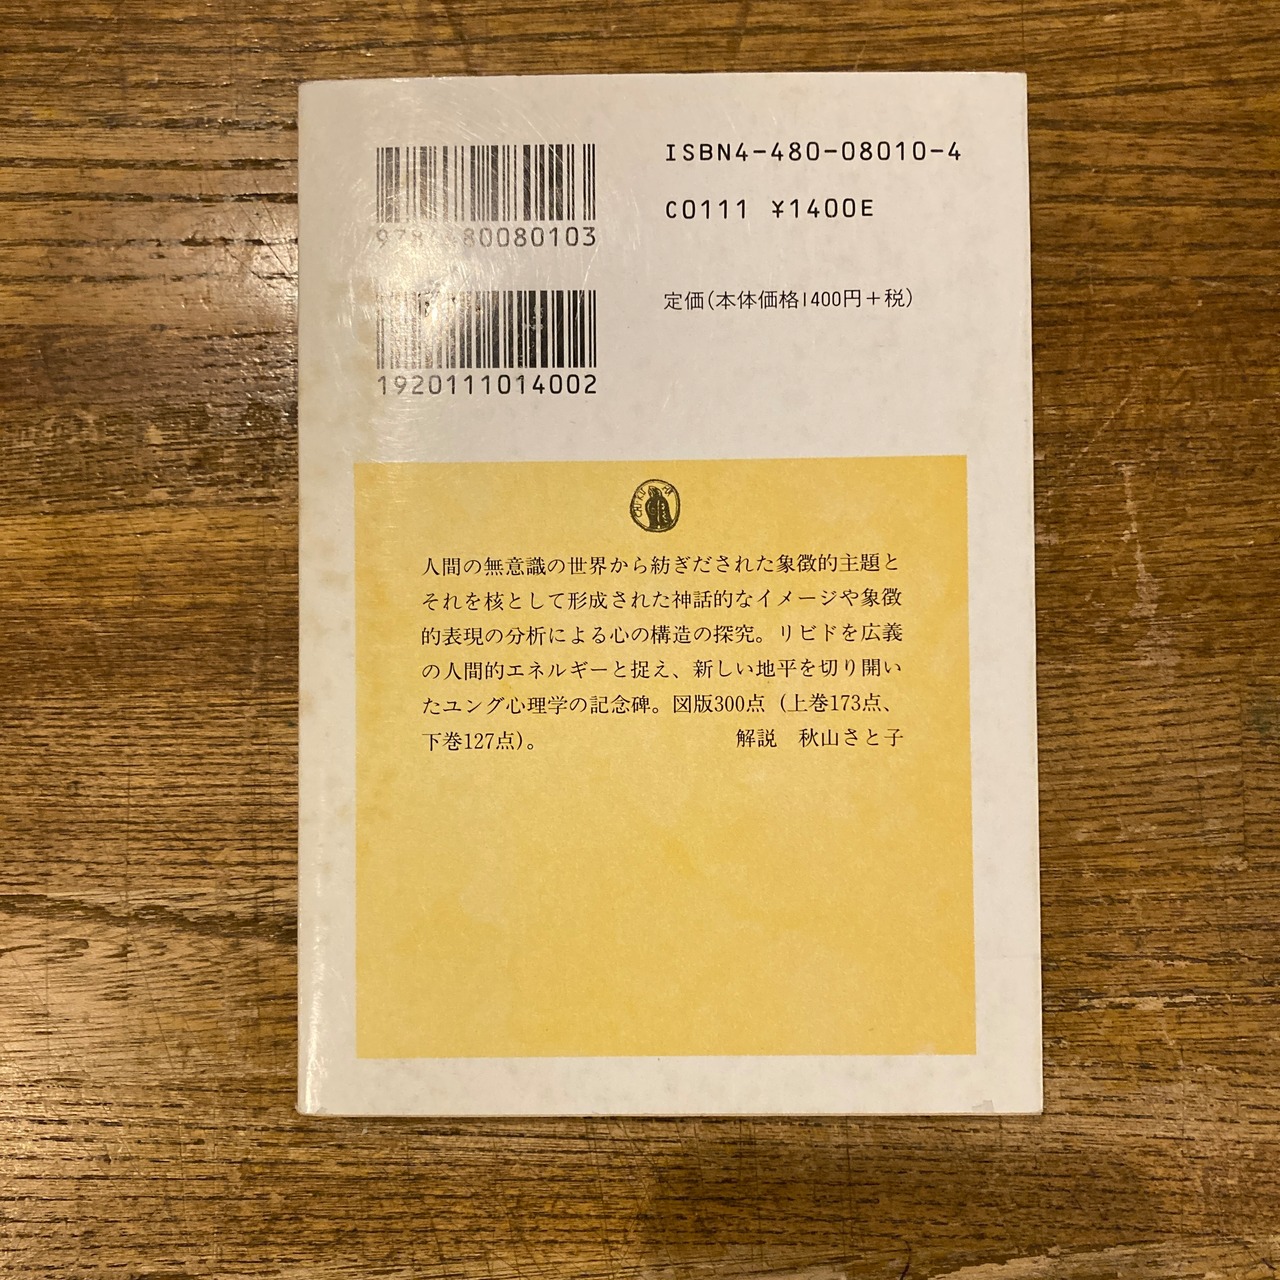 ISBN4-480-08010-4
C0111 ¥1400E
定価(本体価格1400円+税)
1920111014002
人間の無意識の世界から紡ぎだされた象徴的主題と
それを核として形成された神話的なイメージや象徴
的表現の分析による心の構造の探究。リビドを広義
の人間的エネルギーと捉え、新しい地平を切り開い
たユング心理学の記念碑。図版300点(上巻173点、
下巻127点)。 解説 秋山さと子